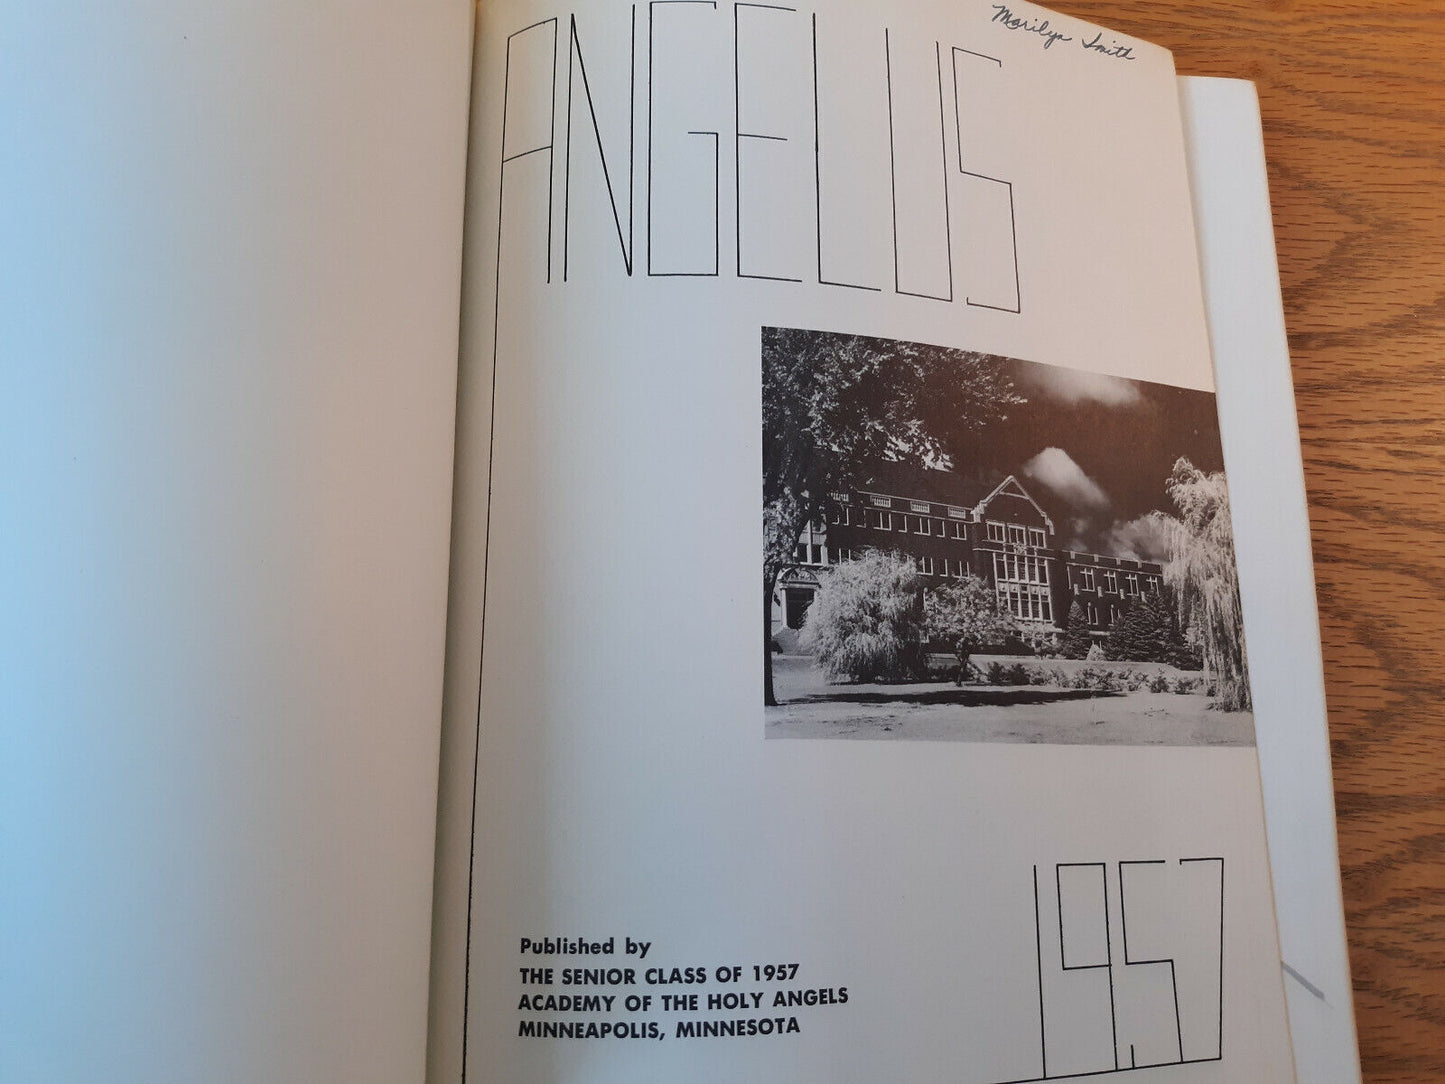 Marilyn Smith
ANGELUS
1957
Published by
THE SENIOR CLASS OF 1957
ACADEMY OF THE HOLY ANGELS
MINNEAPOLIS, MINNESOTA